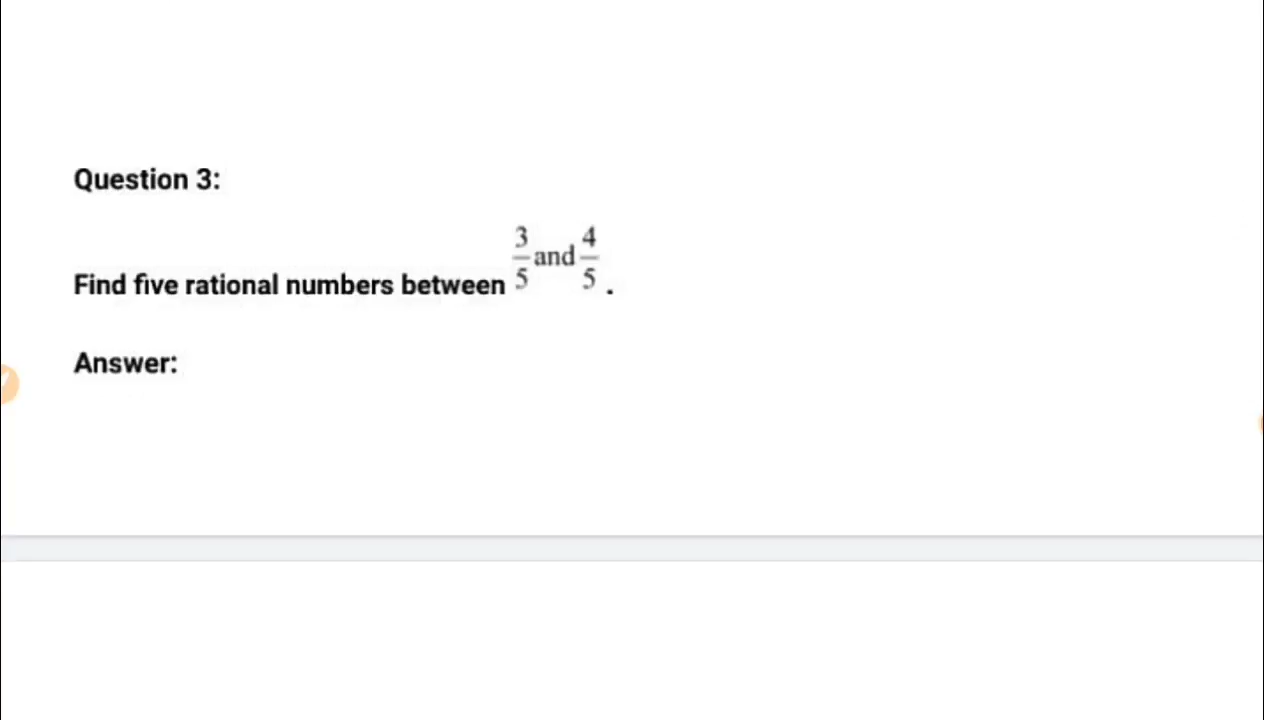 Question 3:
Find five rational numbers between 3/5 and 4/5.
Answer: